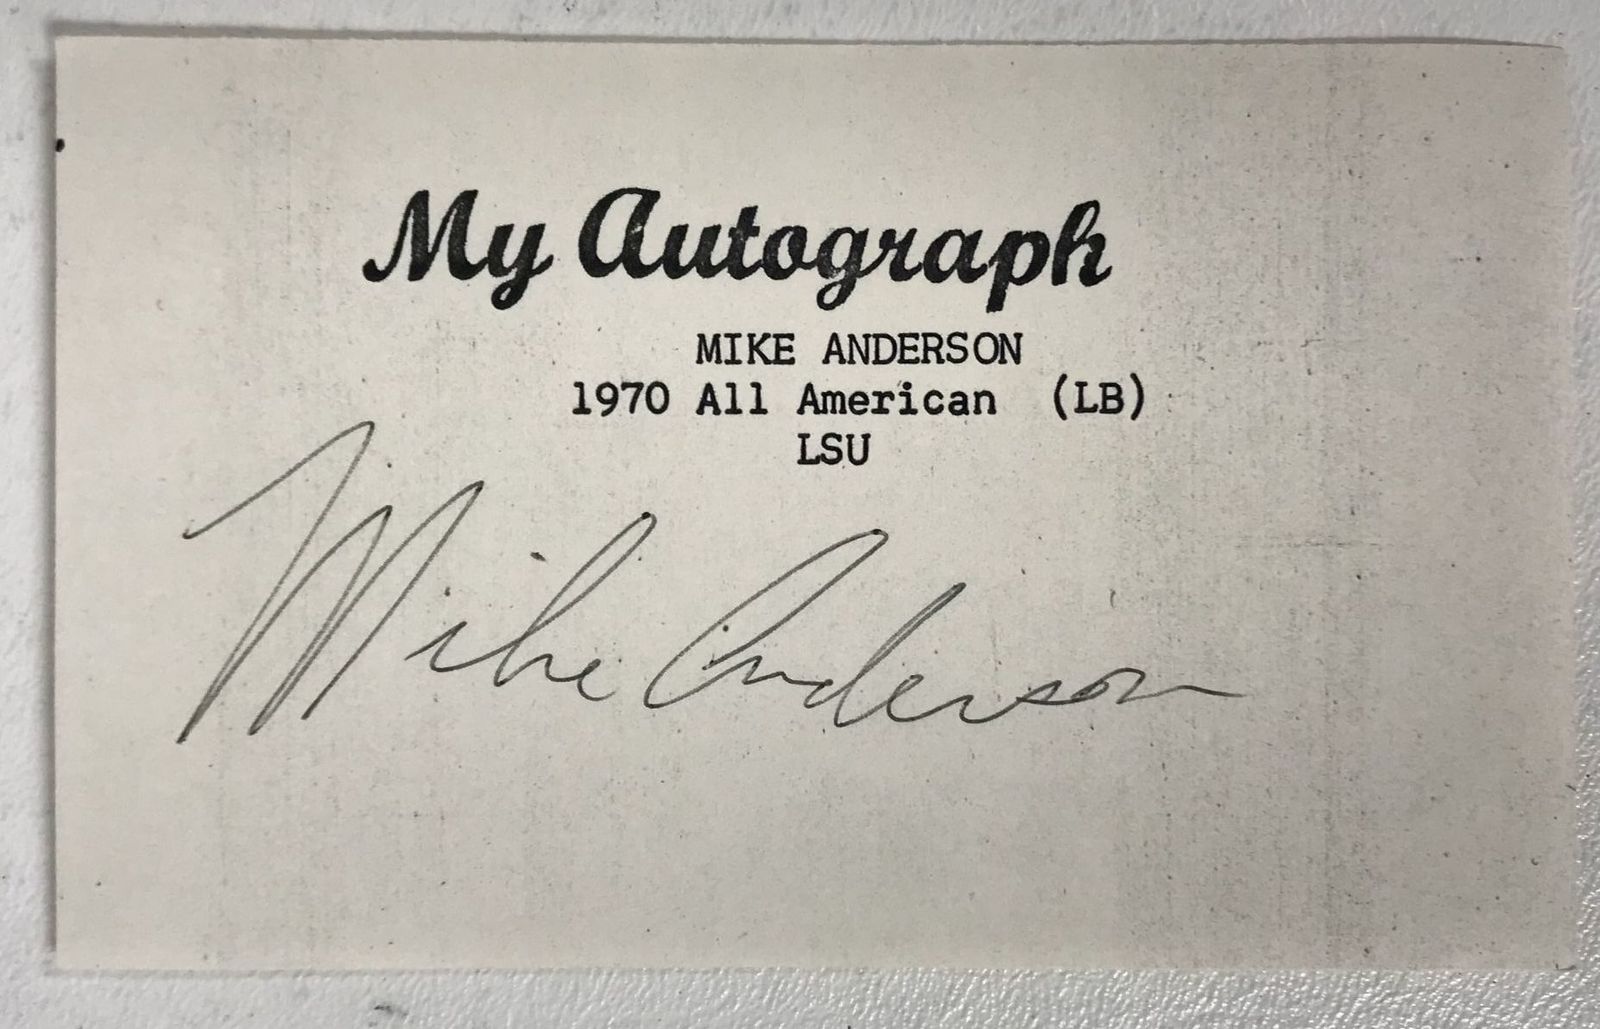 My Autograph
MIKE ANDERSON
1970 All American (LB)
LSU
Mike Anderson